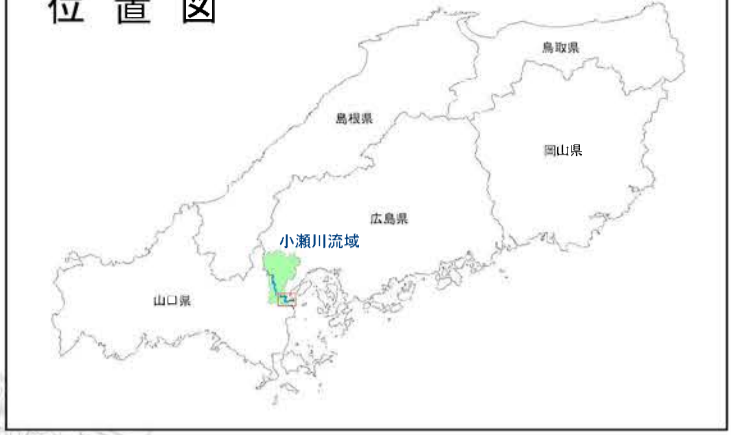 位置図
鳥取県
島根県
岡山県
広島県
小瀬川流域
山口県